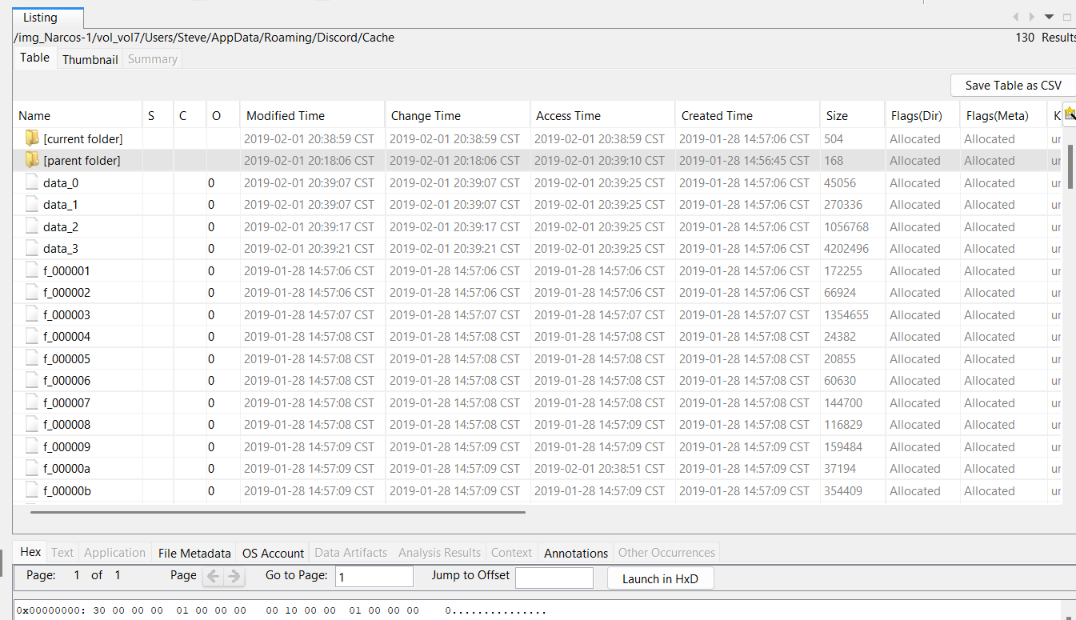 Listing
/img_Narcos-1/vol_vol7/Users/Steve/AppData/Roaming/Discord/Cache 130 Results
Table Thumbnail Summary
Save Table as CSV
Name S C O Modified Time Change Time Access Time Created Time Size Flags(Dir) Flags(Meta) K
[current folder] 2019-02-01 20:38:59 CST 2019-02-01 20:38:59 CST 2019-02-01 20:38:59 CST 2019-01-28 14:57:06 CST 504 Allocated Allocated ur
[parent folder] 2019-02-01 20:18:06 CST 2019-02-01 20:18:06 CST 2019-02-01 20:39:10 CST 2019-01-28 14:56:45 CST 168 Allocated Allocated ur
data_0 0 2019-02-01 20:39:07 CST 2019-02-01 20:39:07 CST 2019-02-01 20:39:25 CST 2019-01-28 14:57:06 CST 45056 Allocated Allocated ur
data_1 0 2019-02-01 20:39:07 CST 2019-02-01 20:39:07 CST 2019-02-01 20:39:25 CST 2019-01-28 14:57:06 CST 270336 Allocated Allocated ur
data_2 0 2019-02-01 20:39:17 CST 2019-02-01 20:39:17 CST 2019-02-01 20:39:25 CST 2019-01-28 14:57:06 CST 1056768 Allocated Allocated ur
data_3 0 2019-02-01 20:39:21 CST 2019-02-01 20:39:21 CST 2019-02-01 20:39:25 CST 2019-01-28 14:57:06 CST 4202496 Allocated Allocated ur
f_000001 0 2019-01-28 14:57:06 CST 2019-01-28 14:57:06 CST 2019-01-28 14:57:06 CST 2019-01-28 14:57:06 CST 172255 Allocated Allocated ur
f_000002 0 2019-01-28 14:57:06 CST 2019-01-28 14:57:06 CST 2019-01-28 14:57:06 CST 2019-01-28 14:57:06 CST 66924 Allocated Allocated ur
f_000003 0 2019-01-28 14:57:07 CST 2019-01-28 14:57:07 CST 2019-01-28 14:57:07 CST 2019-01-28 14:57:07 CST 1354655 Allocated Allocated ur
f_000004 0 2019-01-28 14:57:08 CST 2019-01-28 14:57:08 CST 2019-01-28 14:57:08 CST 2019-01-28 14:57:08 CST 24382 Allocated Allocated ur
f_000005 0 2019-01-28 14:57:08 CST 2019-01-28 14:57:08 CST 2019-01-28 14:57:08 CST 2019-01-28 14:57:08 CST 20855 Allocated Allocated ur
f_000006 0 2019-01-28 14:57:08 CST 2019-01-28 14:57:08 CST 2019-01-28 14:57:08 CST 2019-01-28 14:57:08 CST 60630 Allocated Allocated ur
f_000007 0 2019-01-28 14:57:08 CST 2019-01-28 14:57:08 CST 2019-01-28 14:57:08 CST 2019-01-28 14:57:08 CST 144700 Allocated Allocated ur
f_000008 0 2019-01-28 14:57:09 CST 2019-01-28 14:57:09 CST 2019-01-28 14:57:09 CST 2019-01-28 14:57:09 CST 116829 Allocated Allocated ur
f_000009 0 2019-01-28 14:57:09 CST 2019-01-28 14:57:09 CST 2019-01-28 14:57:09 CST 2019-01-28 14:57:09 CST 159484 Allocated Allocated ur
f_00000a 0 2019-01-28 14:57:09 CST 2019-01-28 14:57:09 CST 2019-02-01 20:38:51 CST 2019-01-28 14:57:09 CST 37194 Allocated Allocated ur
f_00000b 0 2019-01-28 14:57:09 CST 2019-01-28 14:57:09 CST 2019-01-28 14:57:09 CST 2019-01-28 14:57:09 CST 354409 Allocated Allocated ur
Hex Text Application File Metadata OS Account Data Artifacts Analysis Results Context Annotations Other Occurrences
Page: 1 of 1 Page Go to Page: 1 Jump to Offset Launch in HxD
0x00000000: 30 00 00 00 01 00 00 00 00 10 00 00 01 00 00 00 0...............